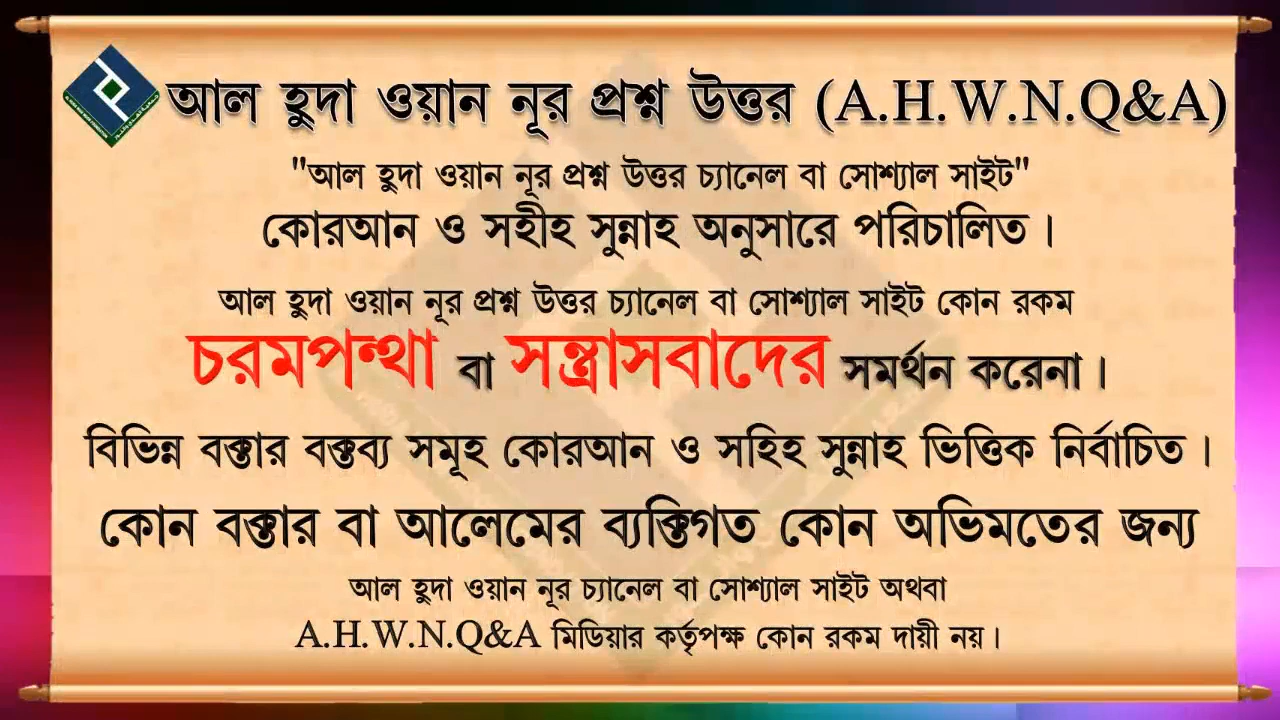 আল হুদা ওয়ান নূর প্রশ্ন উত্তর (A.H.W.N.Q&A)
"আল হুদা ওয়ান নূর প্রশ্ন উত্তর চ্যানেল বা সোশ্যাল সাইট"
কোরআন ও সহীহ সুন্নাহ অনুসারে পরিচালিত ।
আল হুদা ওয়ান নূর প্রশ্ন উত্তর চ্যানেল বা সোশ্যাল সাইট কোন রকম
চরমপন্থা বা সন্ত্রাসবাদের সমর্থন করেনা ।
বিভিন্ন বক্তার বক্তব্য সমূহ কোরআন ও সহিহ সুন্নাহ ভিত্তিক নির্বাচিত ।
কোন বক্তার বা আলেমের ব্যক্তিগত কোন অভিমতের জন্য
আল হুদা ওয়ান নূর চ্যানেল বা সোশ্যাল সাইট অথবা
A.H.W.N.Q&A মিডিয়ার কর্তৃপক্ষ কোন রকম দায়ী নয় ।